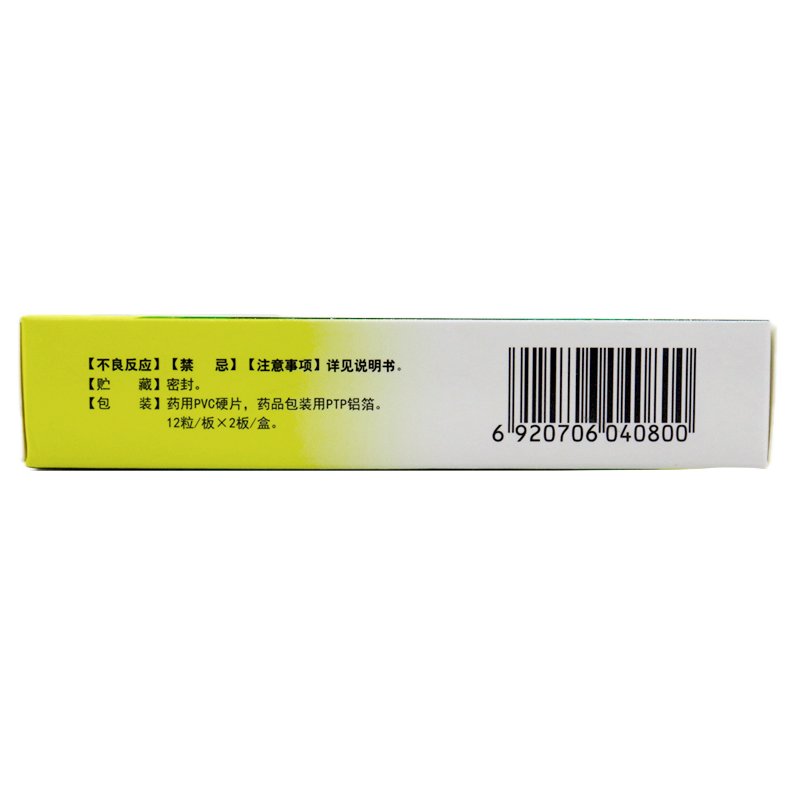 【不良反应】【禁　忌】【注意事项】详见说明书。
【贮　藏】密封。
【包　装】药用PVC硬片，药品包装用PTP铝箔。
12粒/板×2板/盒。
6 920706 040800